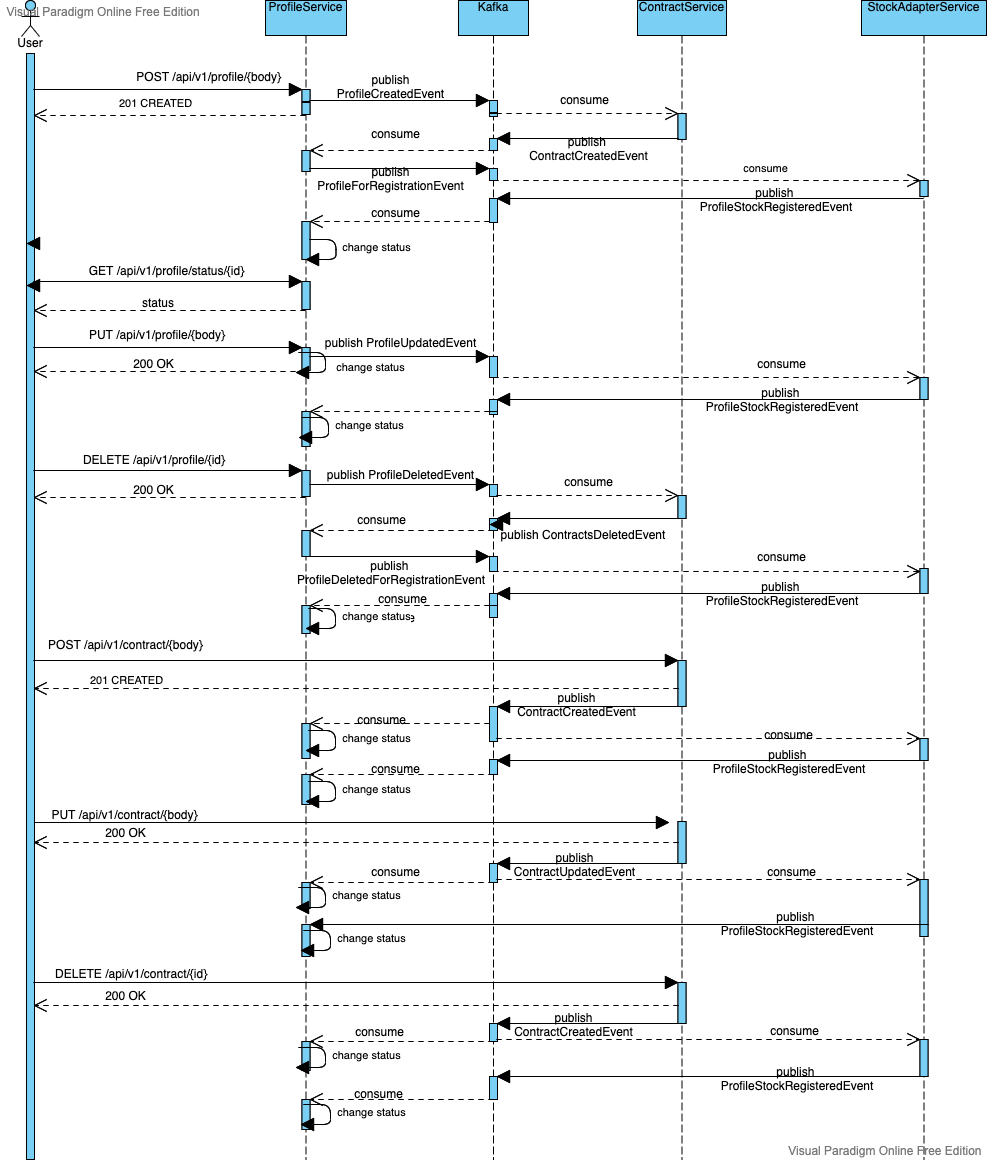 Visual Paradigm Online Free Edition
ProfileService
Kafka
ContractService
StockAdapterService
User
POST /api/v1/profile/{body}
publish
ProfileCreatedEvent
201 CREATED
consume
consume
publish
ContractCreatedEvent
publish
ProfileForRegistrationEvent
consume
publish
ProfileStockRegisteredEvent
consume
change status
GET /api/v1/profile/status/{id}
status
PUT /api/v1/profile/{body}
publish ProfileUpdatedEvent
200 OK
change status
consume
publish
ProfileStockRegisteredEvent
change status
DELETE /api/v1/profile/{id}
publish ProfileDeletedEvent
consume
200 OK
consume
publish ContractsDeletedEvent
publish
ProfileDeletedForRegistrationEvent
consume
publish
ProfileStockRegisteredEvent
consume
change status
POST /api/v1/contract/{body}
201 CREATED
publish
ContractCreatedEvent
consume
change status
consume
publish
ProfileStockRegisteredEvent
consume
change status
PUT /api/v1/contract/{body}
200 OK
publish
ContractUpdatedEvent
consume
consume
change status
publish
ProfileStockRegisteredEvent
change status
DELETE /api/v1/contract/{id}
200 OK
publish
ContractCreatedEvent
consume
consume
change status
publish
ProfileStockRegisteredEvent
consume
change status
Visual Paradigm Online Free Edition